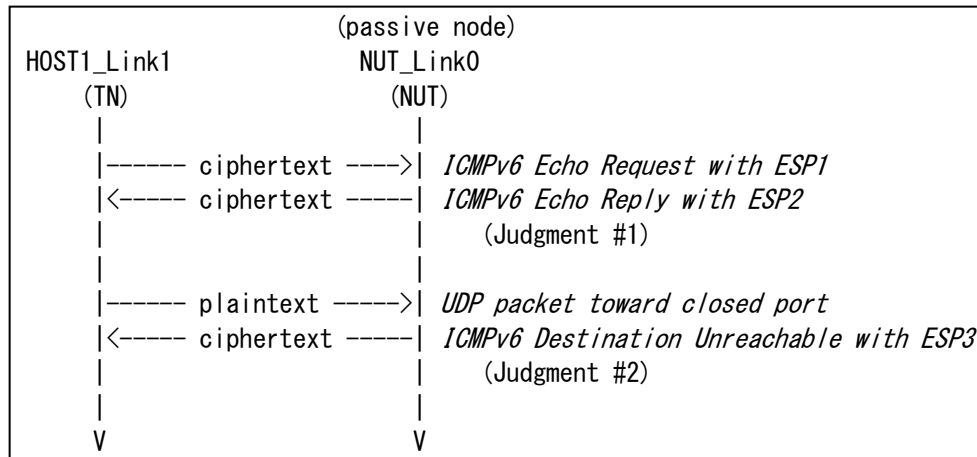 (passive node)
HOST1_Link1 NUT_Link0
(TN) (NUT)
| |
|------ ciphertext ---->| ICMPv6 Echo Request with ESP1
|<----- ciphertext -----| ICMPv6 Echo Reply with ESP2
| | (Judgment #1)
| |
|------ plaintext ----->| UDP packet toward closed port
|<----- ciphertext -----| ICMPv6 Destination Unreachable with ESP3
| | (Judgment #2)
| |
V V